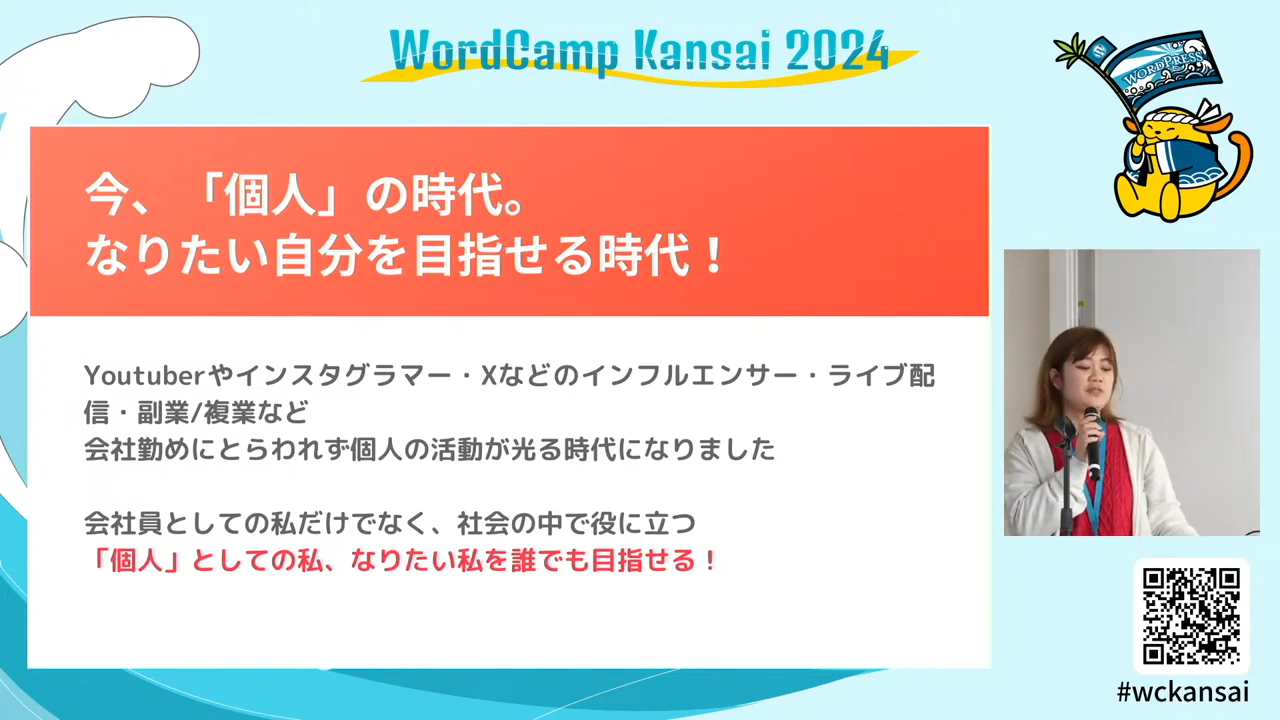 WordCamp Kansai 2024
WORDPRESS
今、「個人」の時代。
なりたい自分を目指せる時代！
Youtuberやインスタグラマー・Xなどのインフルエンサー・ライブ配
信・副業/複業など
会社勤めにとらわれず個人の活動が光る時代になりました
会社員としての私だけでなく、社会の中で役に立つ
「個人」としての私、なりたい私を誰でも目指せる！
#wckansai